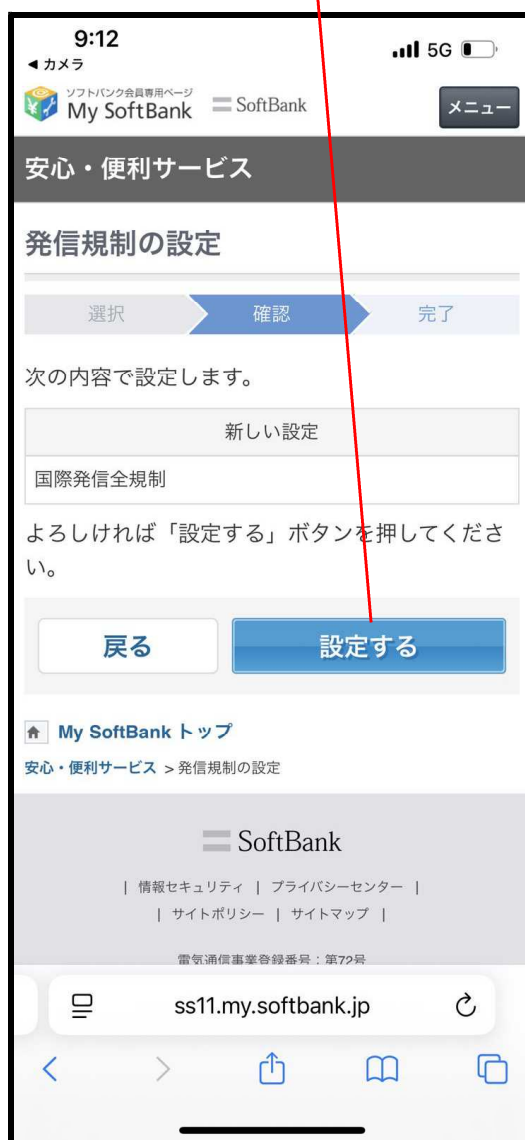 9:12
◀ カメラ
5G
ソフトバンク会員専用ページ
My SoftBank
SoftBank
メニュー
安心・便利サービス
発信規制の設定
選択
確認
完了
次の内容で設定します。
新しい設定
国際発信全規制
よろしければ「設定する」ボタンを押してくださ
い。
戻る
設定する
My SoftBank トップ
安心・便利サービス > 発信規制の設定
SoftBank
| 情報セキュリティ | プライバシーセンター |
| サイトポリシー | サイトマップ |
電気通信事業登録番号：第72号
ss11.my.softbank.jp